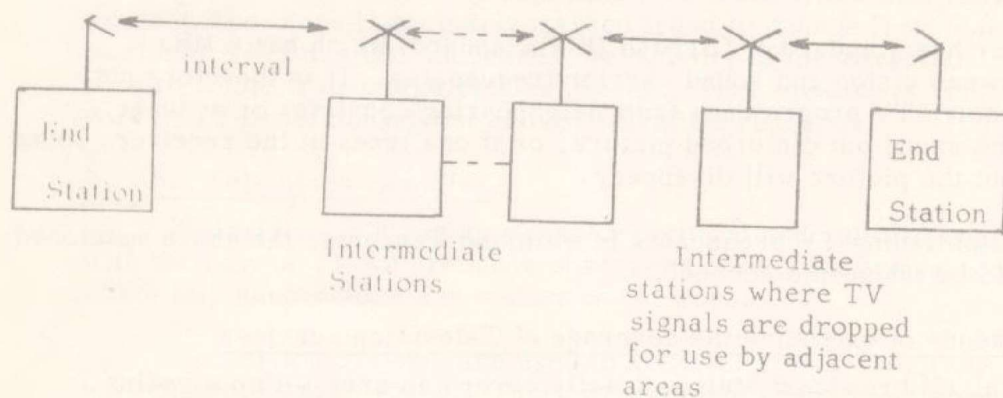 interval
End
Station
End
Station
Intermediate
Stations
Intermediate
stations where TV
signals are dropped
for use by adjacent
areas